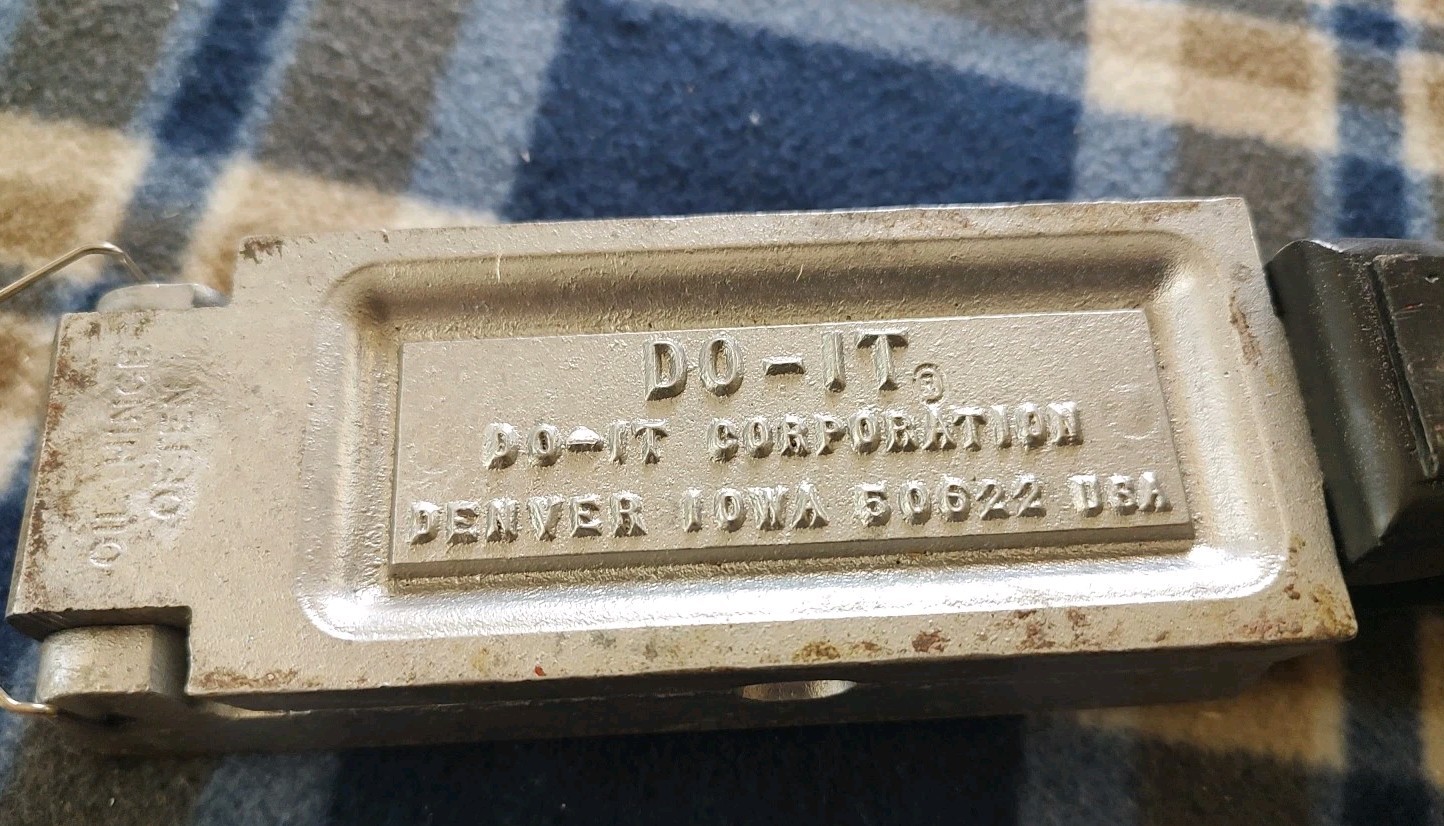 DO-IT®
DO-IT CORPORATION
DENVER IOWA 50622 USA
OIL HINGE
OFTEN